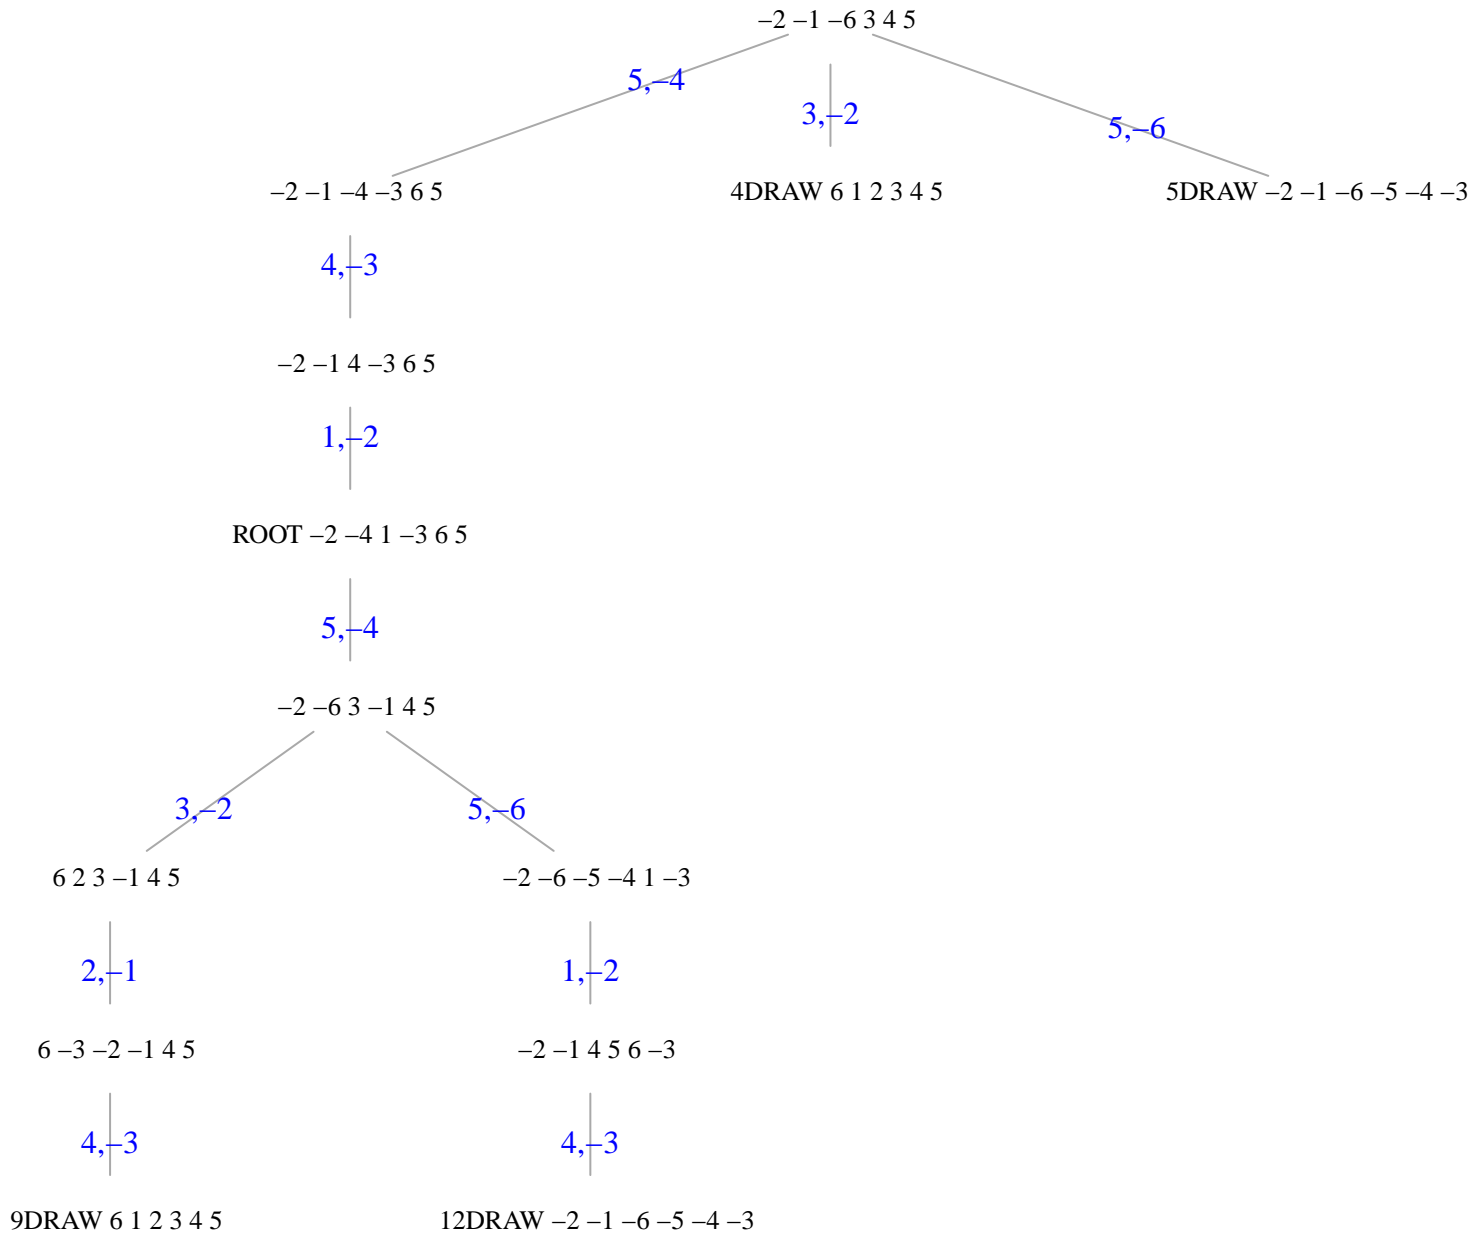 –2 –1 –6 3 4 5
5,–4
3,–2
5,–6
–2 –1 –4 –3 6 5
4DRAW 6 1 2 3 4 5
5DRAW –2 –1 –6 –5 –4 –3
4,–3
–2 –1 4 –3 6 5
1,–2
ROOT –2 –4 1 –3 6 5
5,–4
–2 –6 3 –1 4 5
3,–2
5,–6
6 2 3 –1 4 5
–2 –6 –5 –4 1 –3
2,–1
1,–2
6 –3 –2 –1 4 5
–2 –1 4 5 6 –3
4,–3
4,–3
9DRAW 6 1 2 3 4 5
12DRAW –2 –1 –6 –5 –4 –3